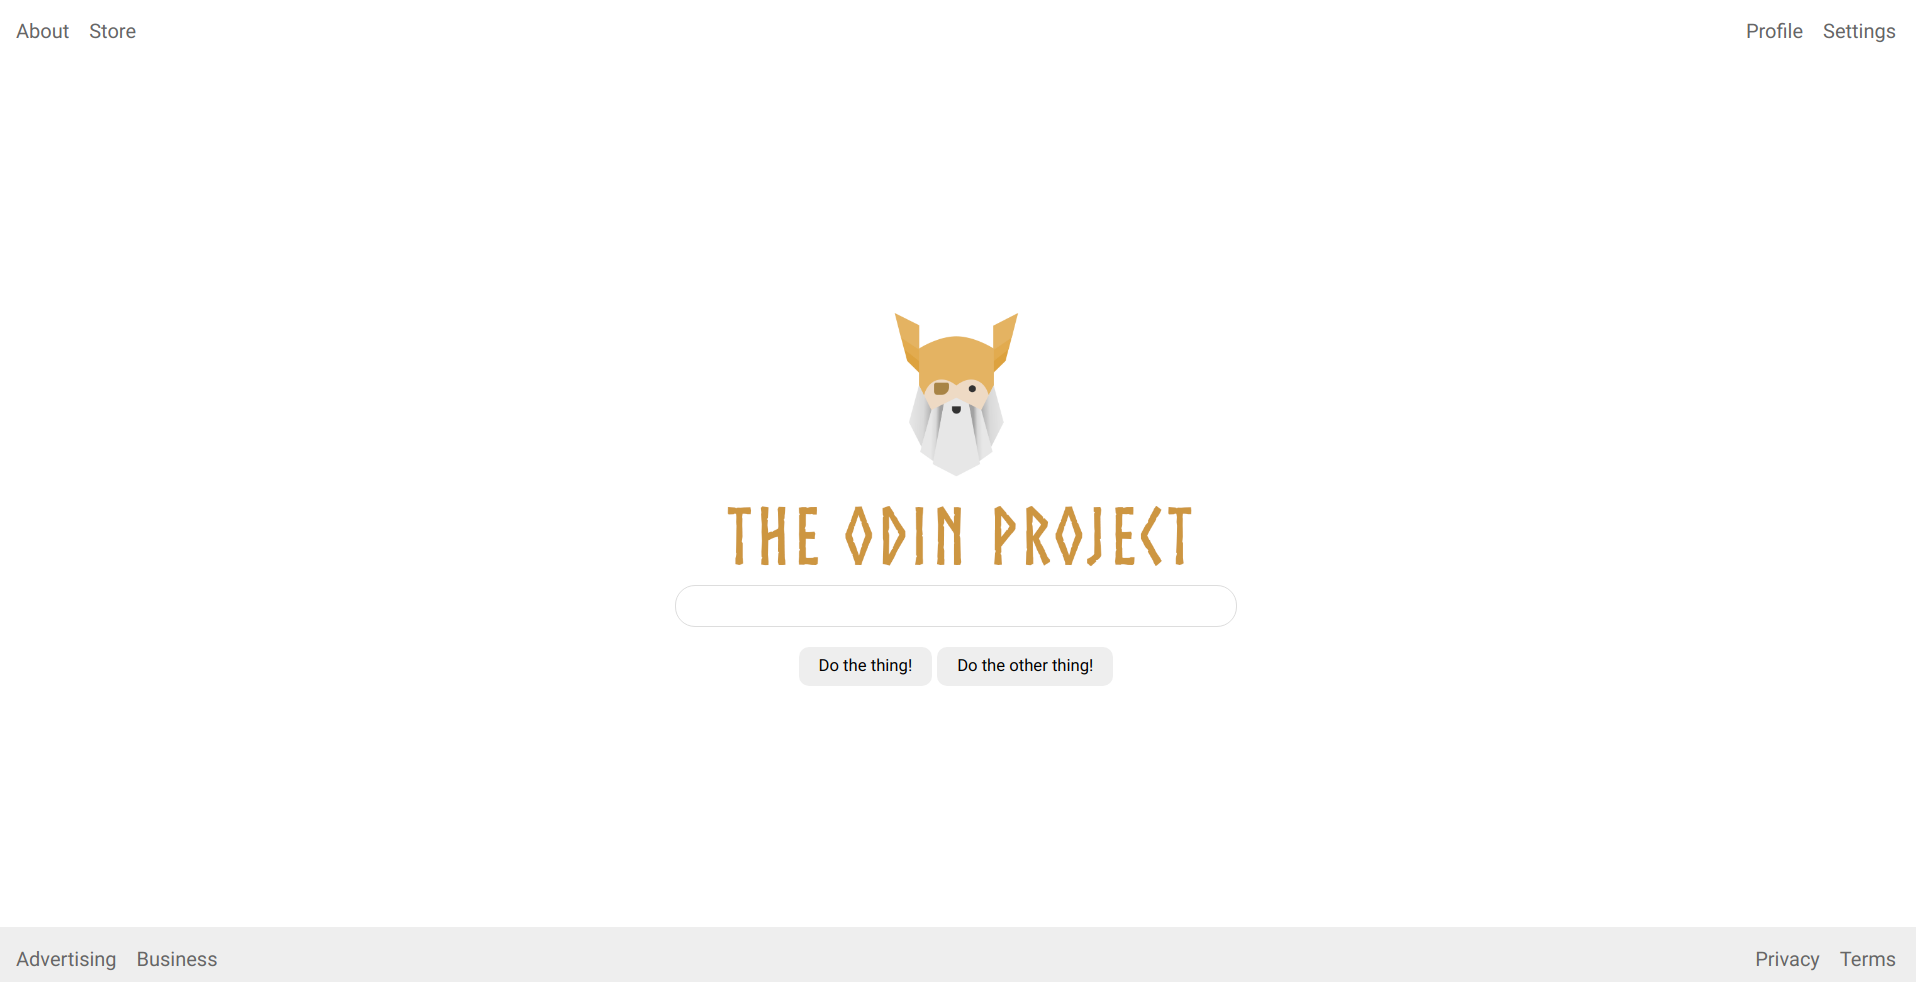 About Store Profile Settings
THE ODIN PROJECT
Do the thing! Do the other thing!
Advertising Business Privacy Terms